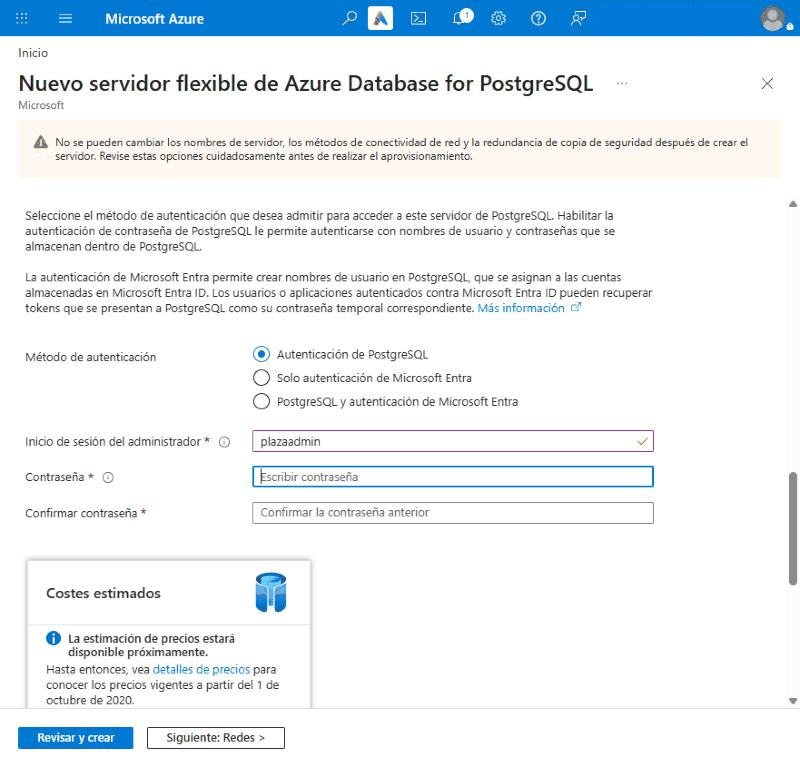 Microsoft Azure
1
Inicio
Nuevo servidor flexible de Azure Database for PostgreSQL ...
Microsoft
No se pueden cambiar los nombres de servidor, los métodos de conectividad de red y la redundancia de copia de seguridad después de crear el
servidor. Revise estas opciones cuidadosamente antes de realizar el aprovisionamiento.
Seleccione el método de autenticación que desea admitir para acceder a este servidor de PostgreSQL. Habilitar la
autenticación de contraseña de PostgreSQL le permite autenticarse con nombres de usuario y contraseñas que se
almacenan dentro de PostgreSQL.
La autenticación de Microsoft Entra permite crear nombres de usuario en PostgreSQL, que se asignan a las cuentas
almacenadas en Microsoft Entra ID. Los usuarios o aplicaciones autenticados contra Microsoft Entra ID pueden recuperar
tokens que se presentan a PostgreSQL como su contraseña temporal correspondiente. Más información
Método de autenticación
Autenticación de PostgreSQL
Solo autenticación de Microsoft Entra
PostgreSQL y autenticación de Microsoft Entra
Inicio de sesión del administrador * plazaadmin
Contraseña * Escribir contraseña
Confirmar contraseña * Confirmar la contraseña anterior
Costes estimados
La estimación de precios estará
disponible próximamente.
Hasta entonces, vea detalles de precios para
conocer los precios vigentes a partir del 1 de
octubre de 2020.
Revisar y crear
Siguiente: Redes >